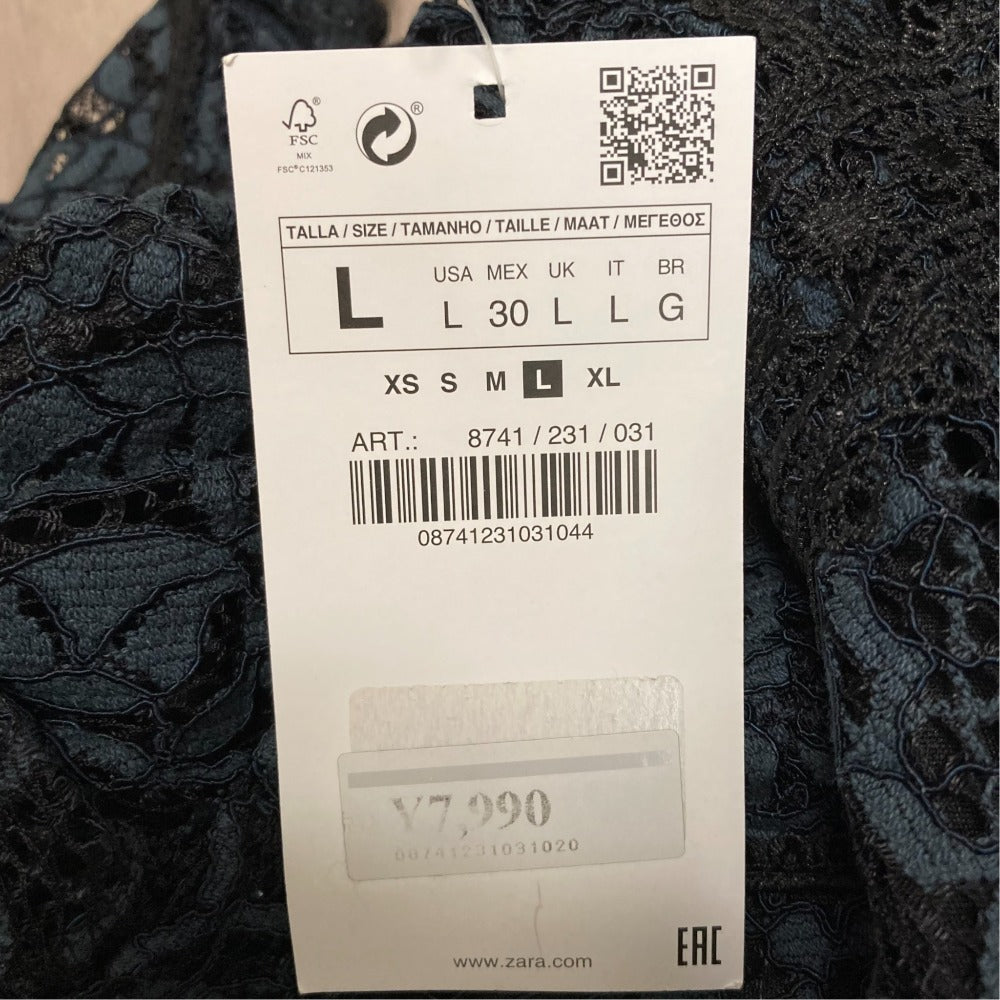 FSC®
MIX
FSC® C121353
®
TALLA / SIZE / TAMANHO / TAILLE / MAAT / ΜΕΓΕΘΟΣ
L
USA MEX UK IT BR
L 30 L L G
XS S M L XL
ART.: 8741 / 231 / 031
08741231031044
¥7,990
08741231031020
www.zara.com
EAC